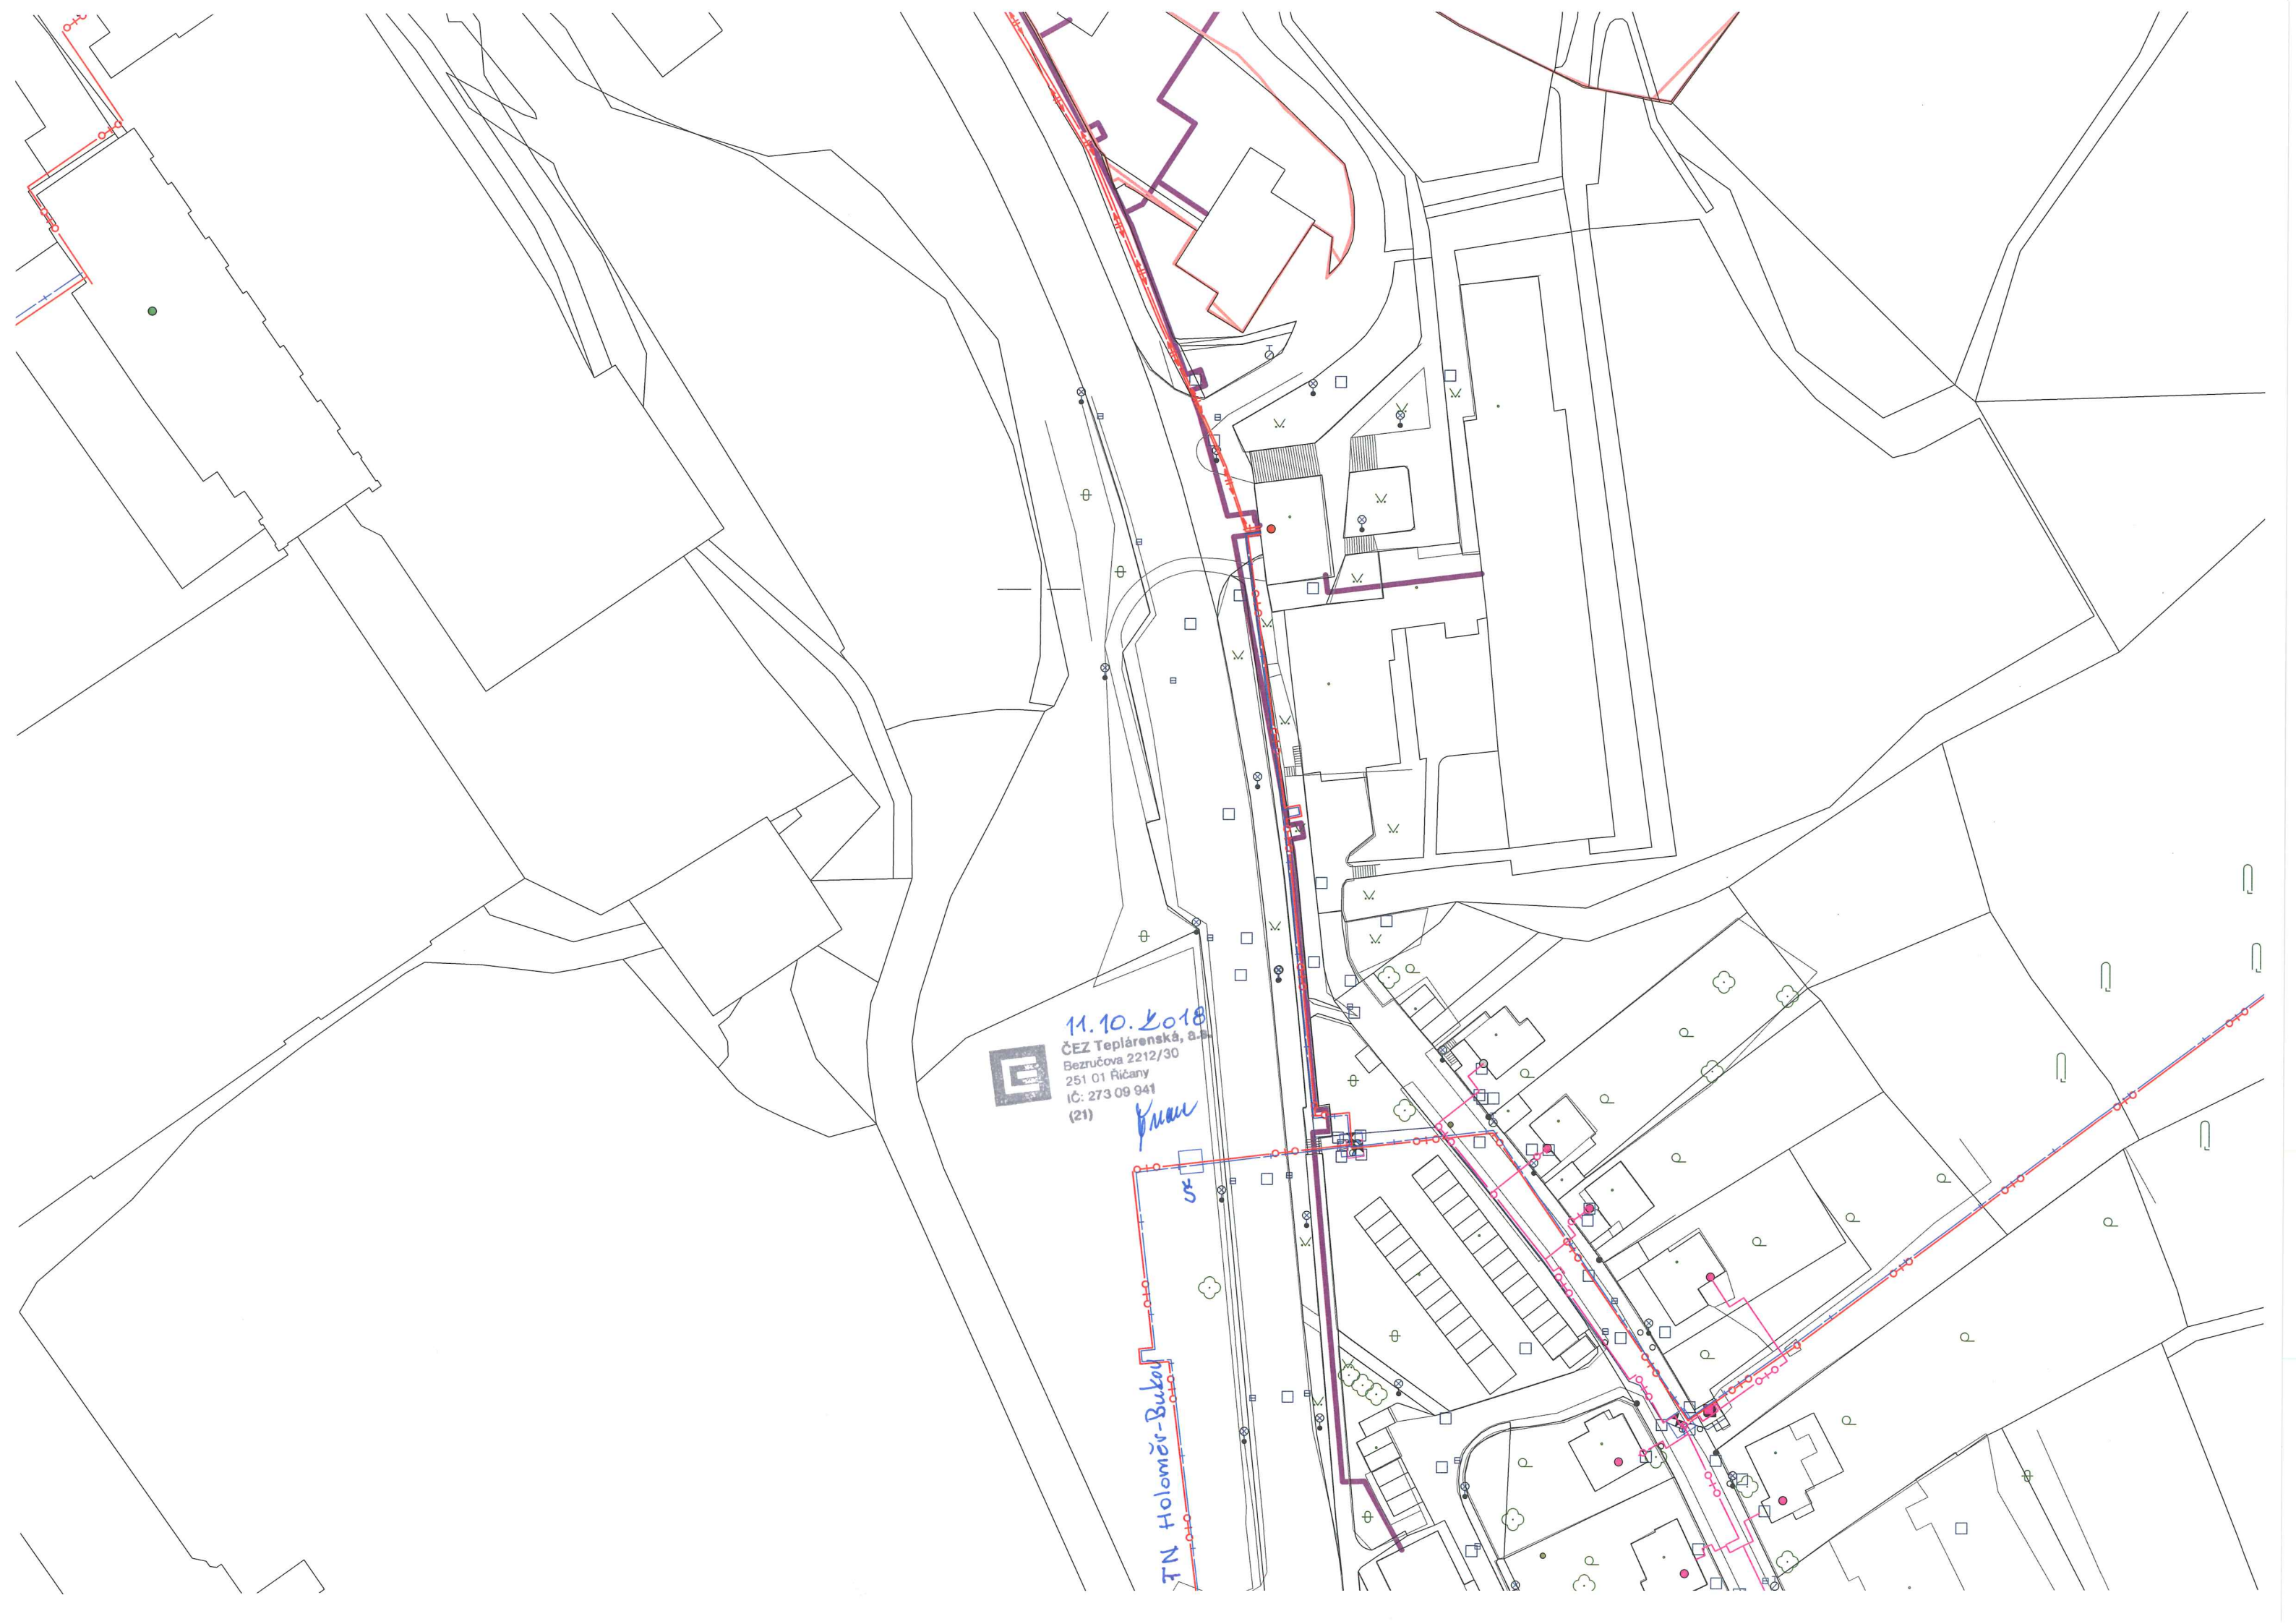 11.10.2018
ČEZ Teplárenská, a.s.
Bezručova 2212/30
251 01 Říčany
IČ: 273 09 941
(21)
Š
TN Holoměř-Bukov